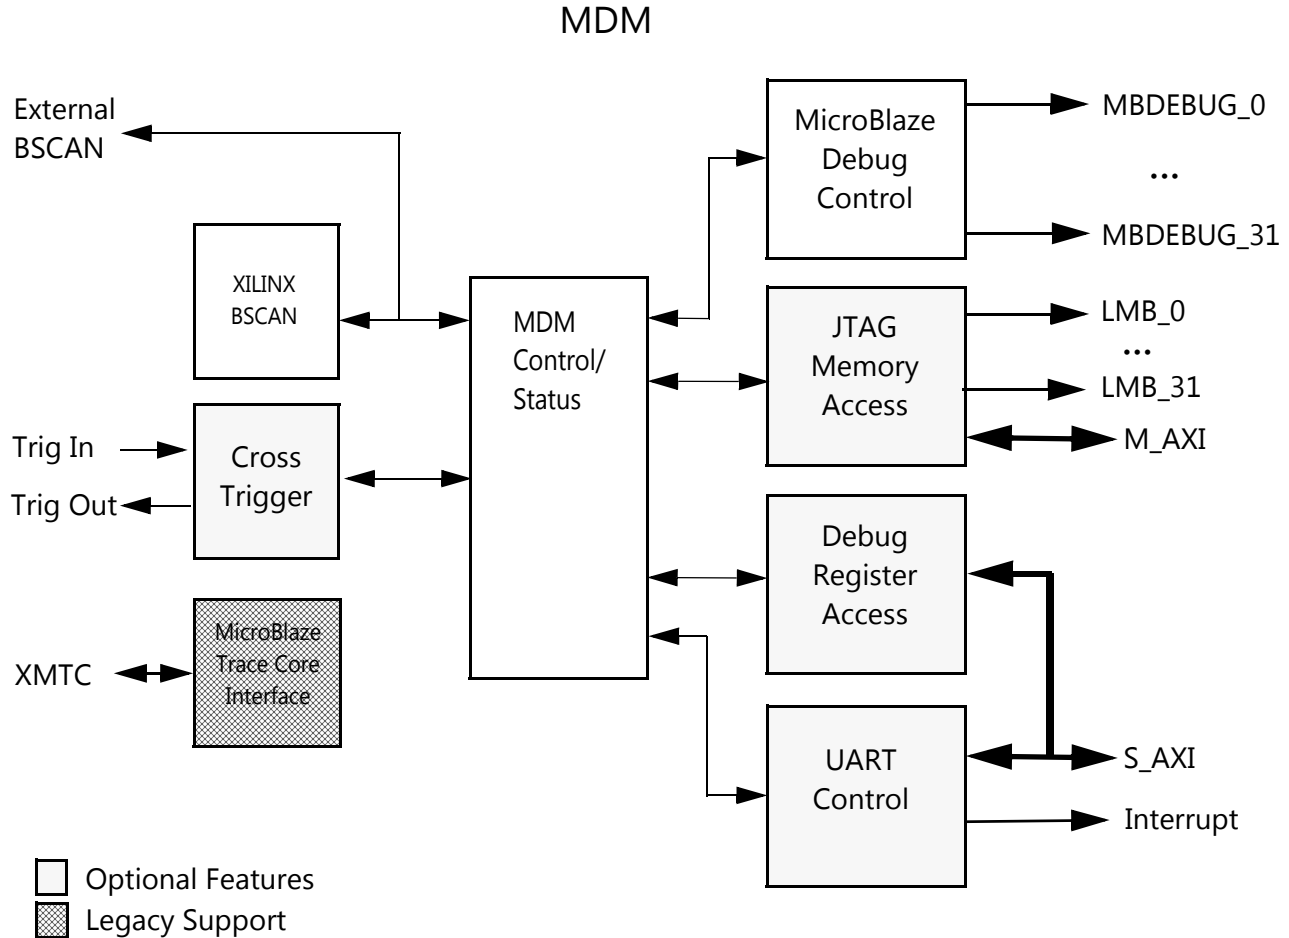 MDM
External
BSCAN
XILINX
BSCAN
Trig In
Trig Out
Cross
Trigger
XMTC
MicroBlaze
Trace Core
Interface
MDM
Control/
Status
MicroBlaze
Debug
Control
MBDEBUG_0
...
MBDEBUG_31
JTAG
Memory
Access
LMB_0
...
LMB_31
M_AXI
Debug
Register
Access
UART
Control
S_AXI
Interrupt
Optional Features
Legacy Support